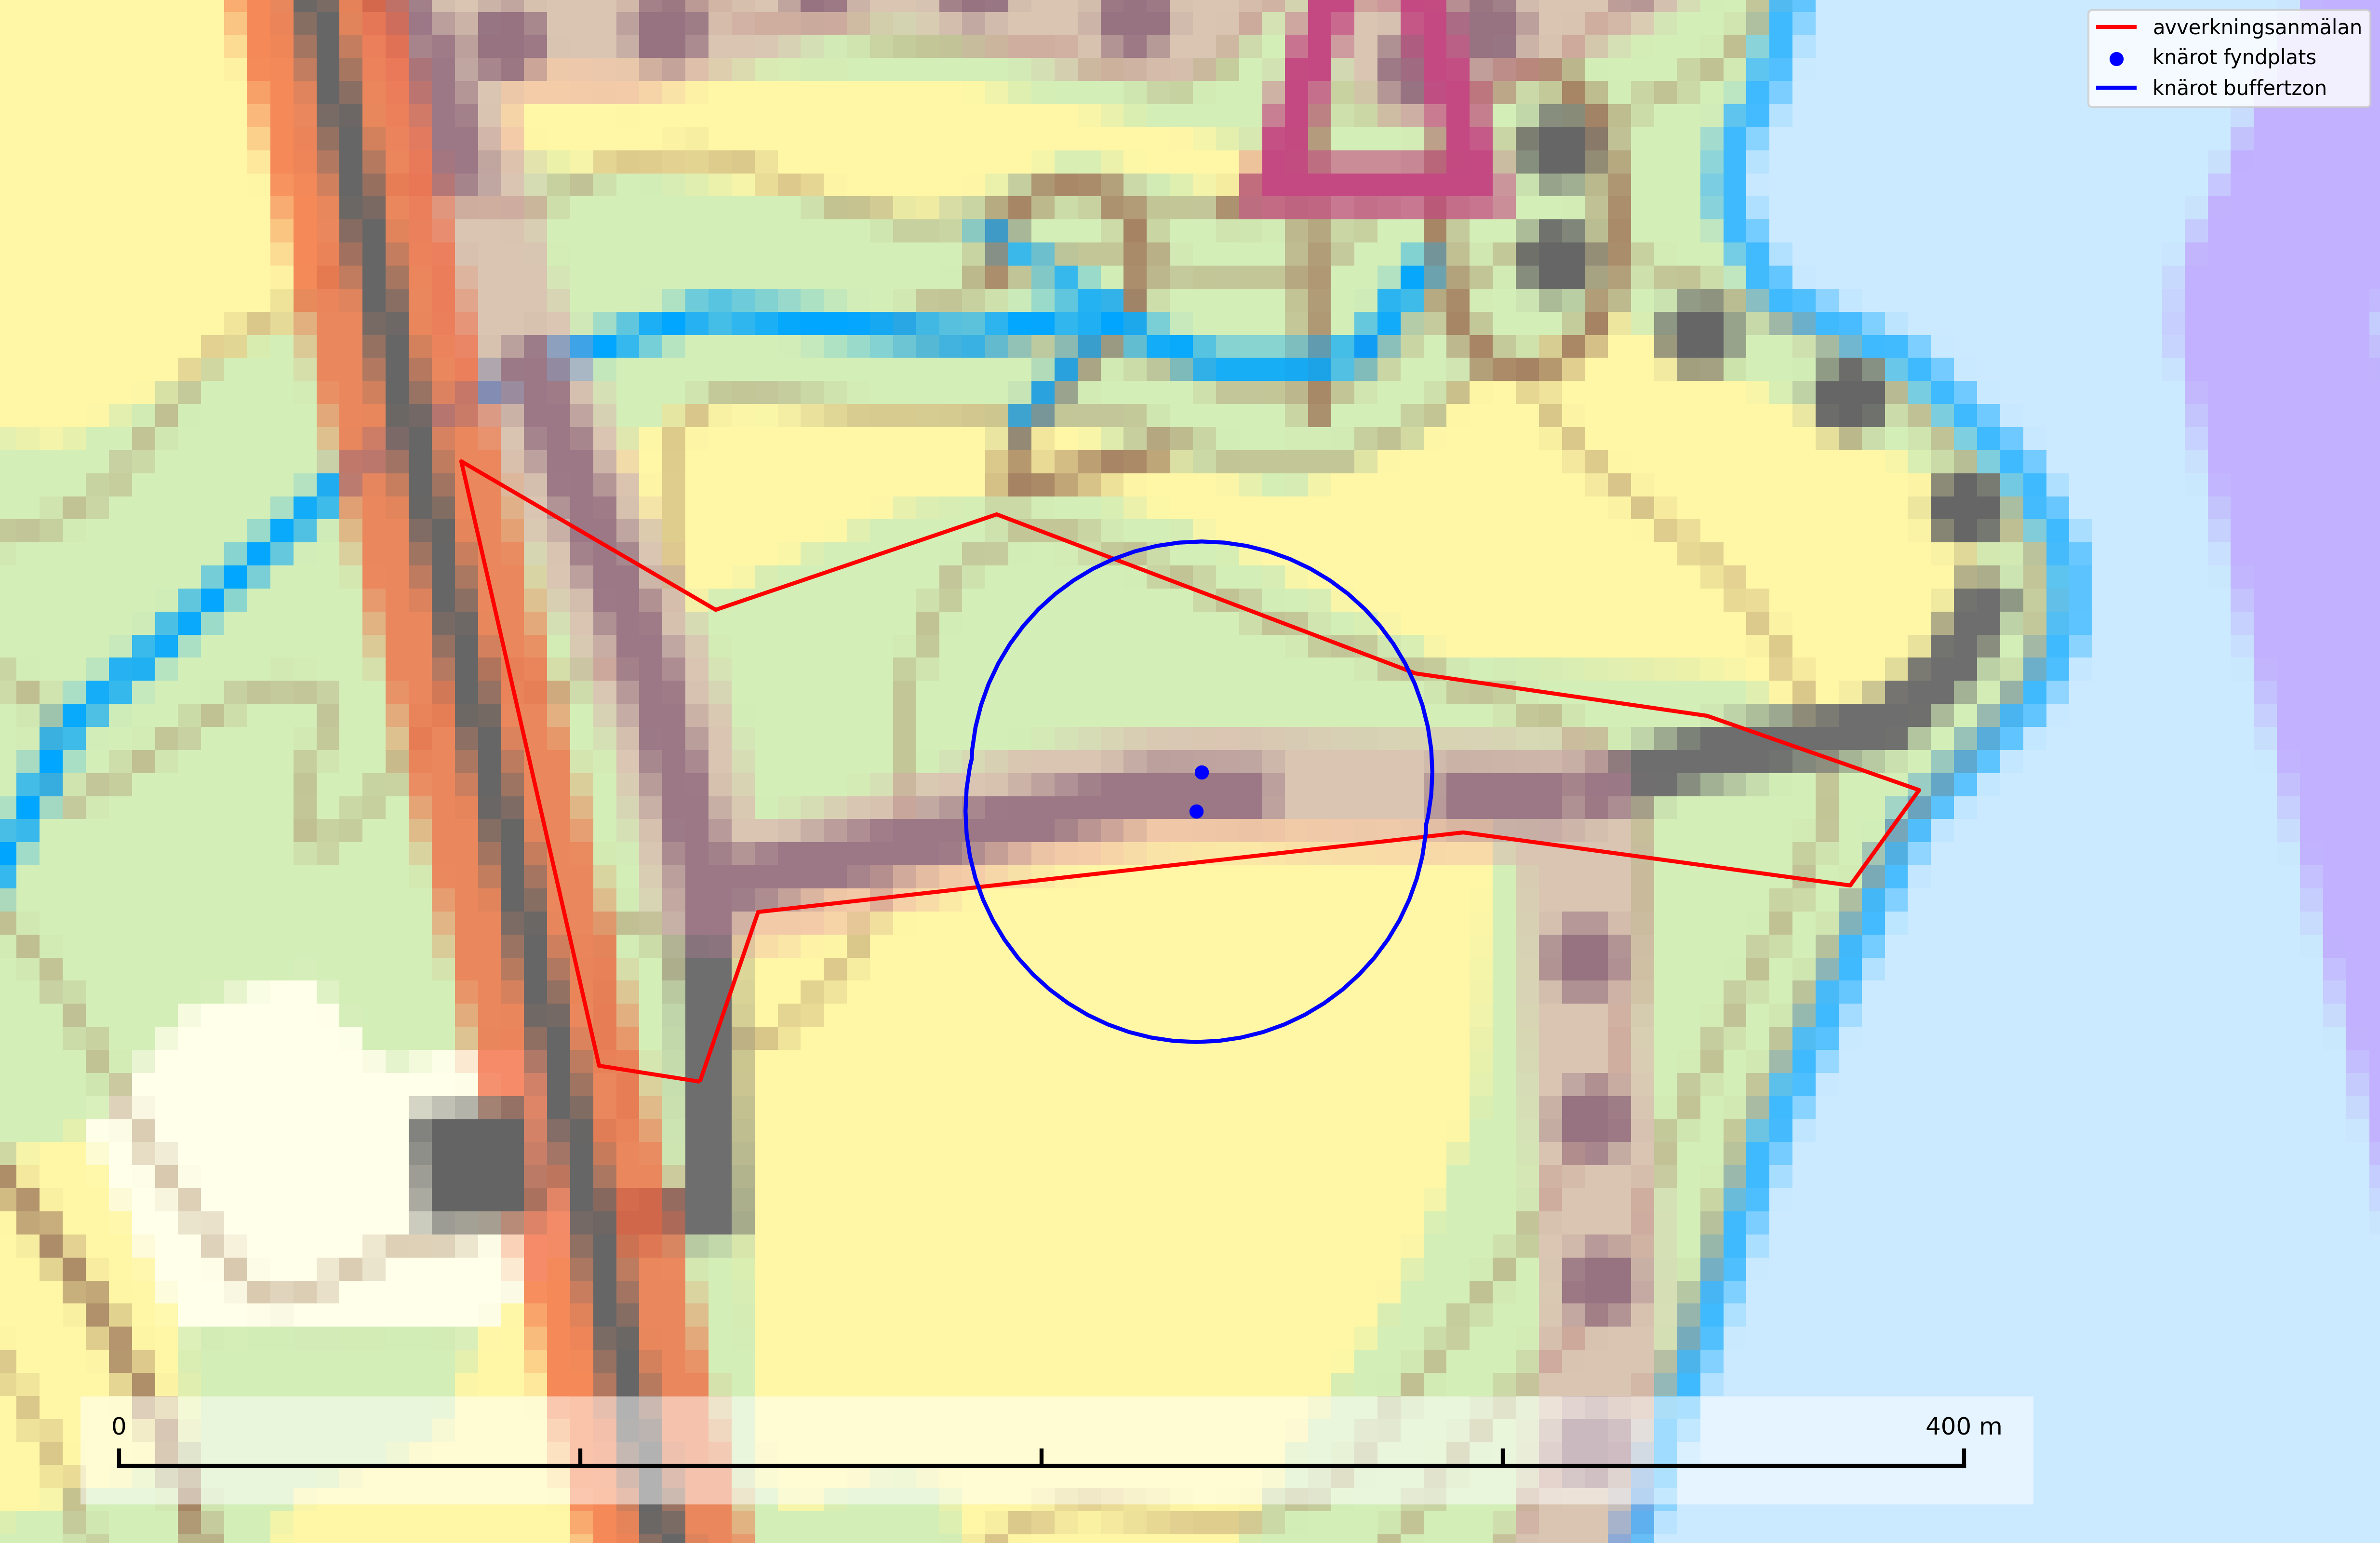 avverkningsanmälan
knärot fyndplats
knärot buffertzon
0
400 m